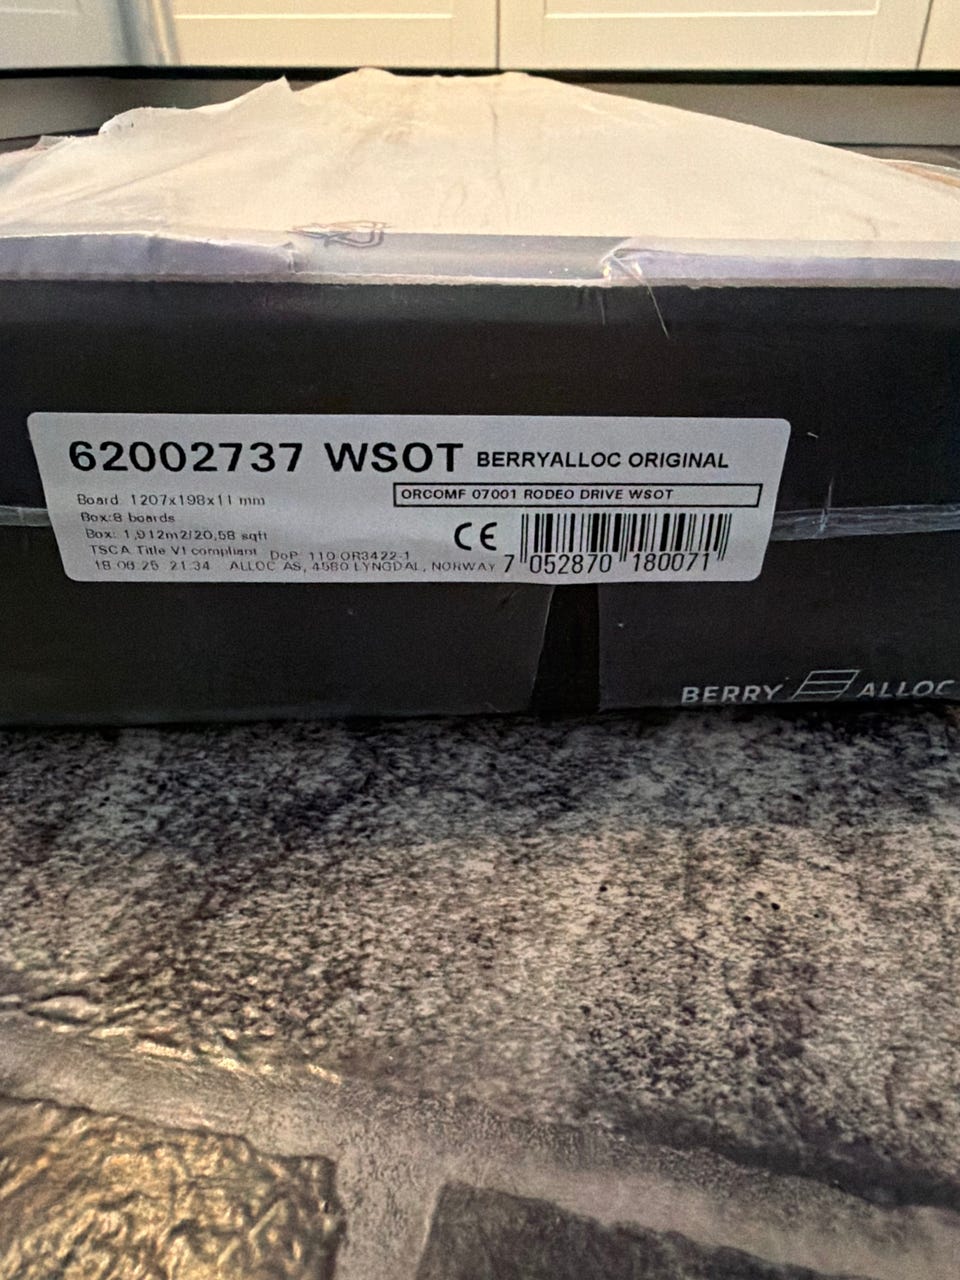 62002737 WSOT BERRYALLOC ORIGINAL
ORCOMF 07001 RODEO DRIVE WSOT
Board 1207x198x11 mm
Box:8 boards
Box: 1,912m2/20,58 sqft
TSCA Title VI compliant DoP: 110-OR3422-1
18.06.25 21:34 ALLOC AS, 4580 LYNGDAL, NORWAY
CE
7 052870 180071
BERRY ALLOC